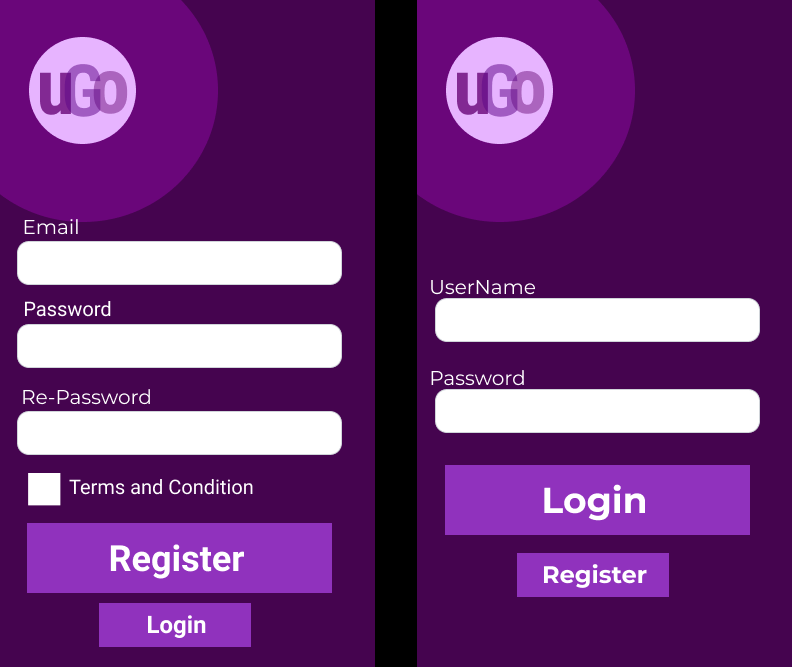 uGo
Email
Password
Re-Password
Terms and Condition
Register
Login
uGo
UserName
Password
Login
Register